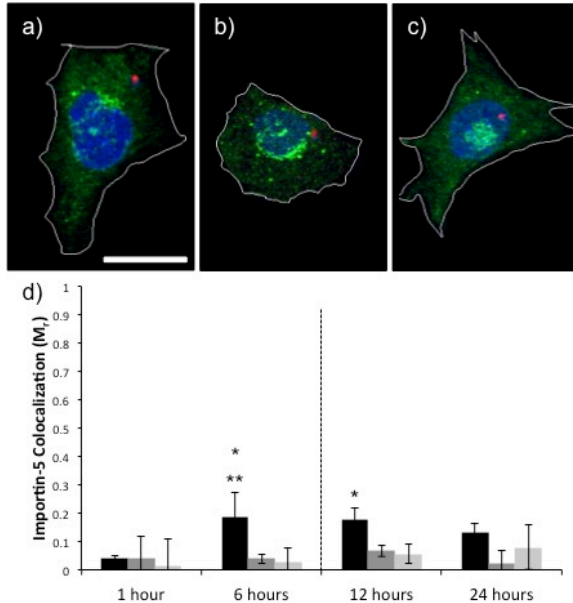 a)
b)
c)
d)
Importin-5 Colocalization (Mr)
1
0.9
0.8
0.7
0.6
0.5
0.4
0.3
0.2
0.1
0
*
**
*
1 hour
6 hours
12 hours
24 hours